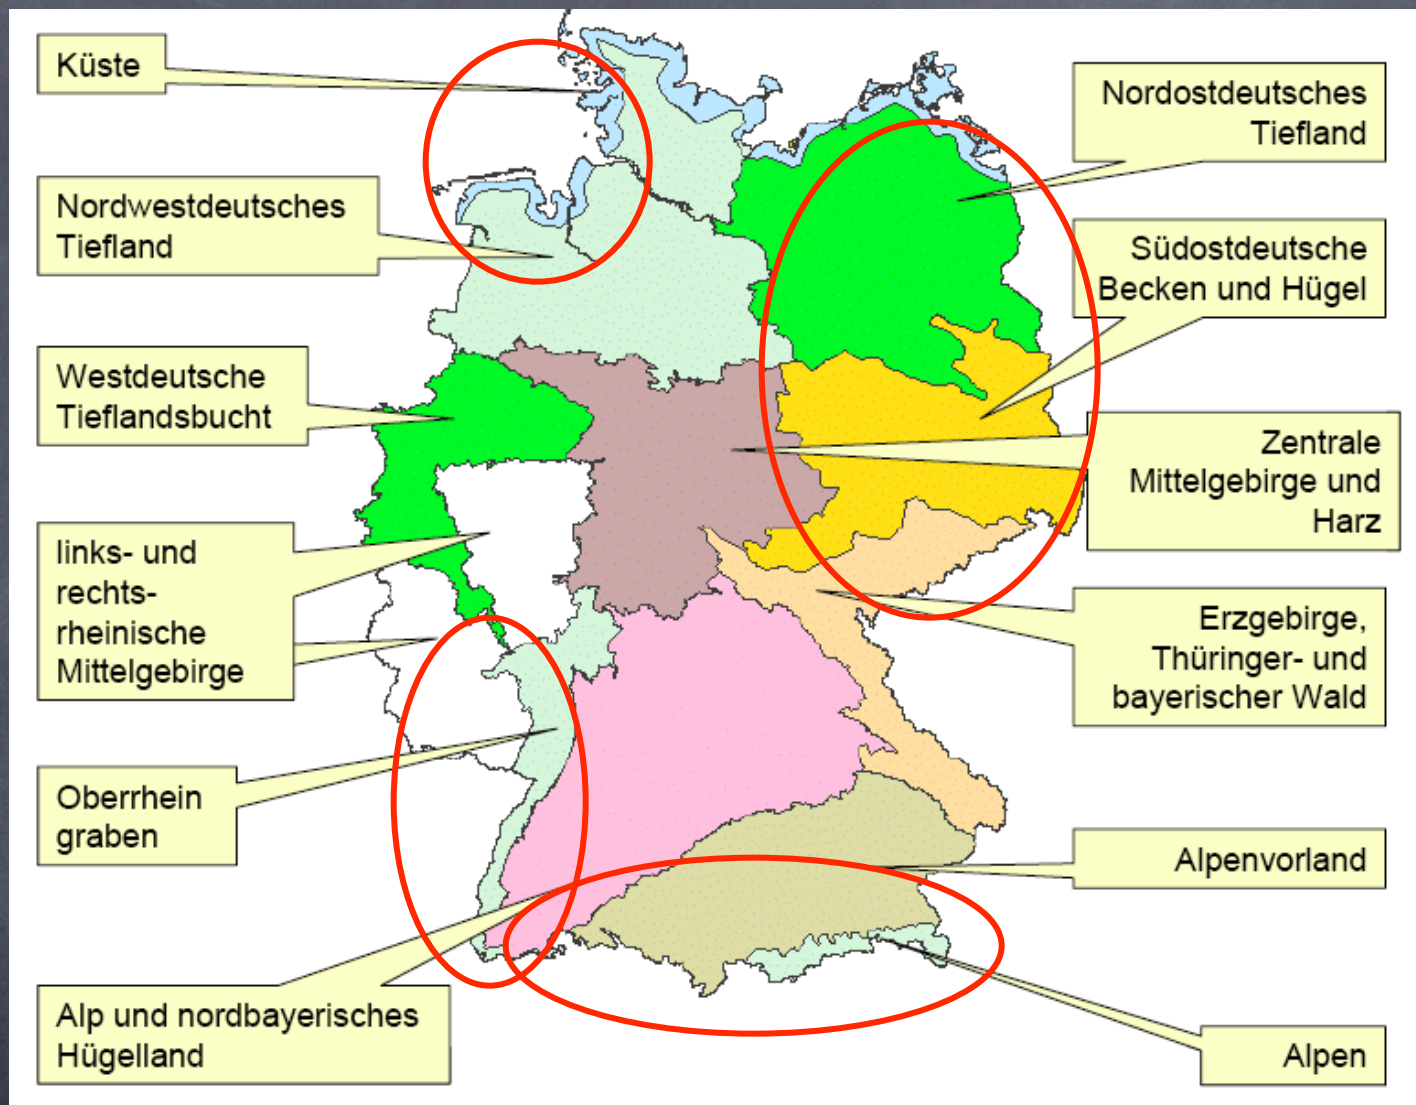 Küste
Nordwestdeutsches
Tiefland
Westdeutsche
Tieflandsbucht
links- und
rechts-
rheinische
Mittelgebirge
Oberrhein
graben
Alp und nordbayerisches
Hügelland
Nordostdeutsches
Tiefland
Südostdeutsche
Becken und Hügel
Zentrale
Mittelgebirge und
Harz
Erzgebirge,
Thüringer- und
bayerischer Wald
Alpenvorland
Alpen